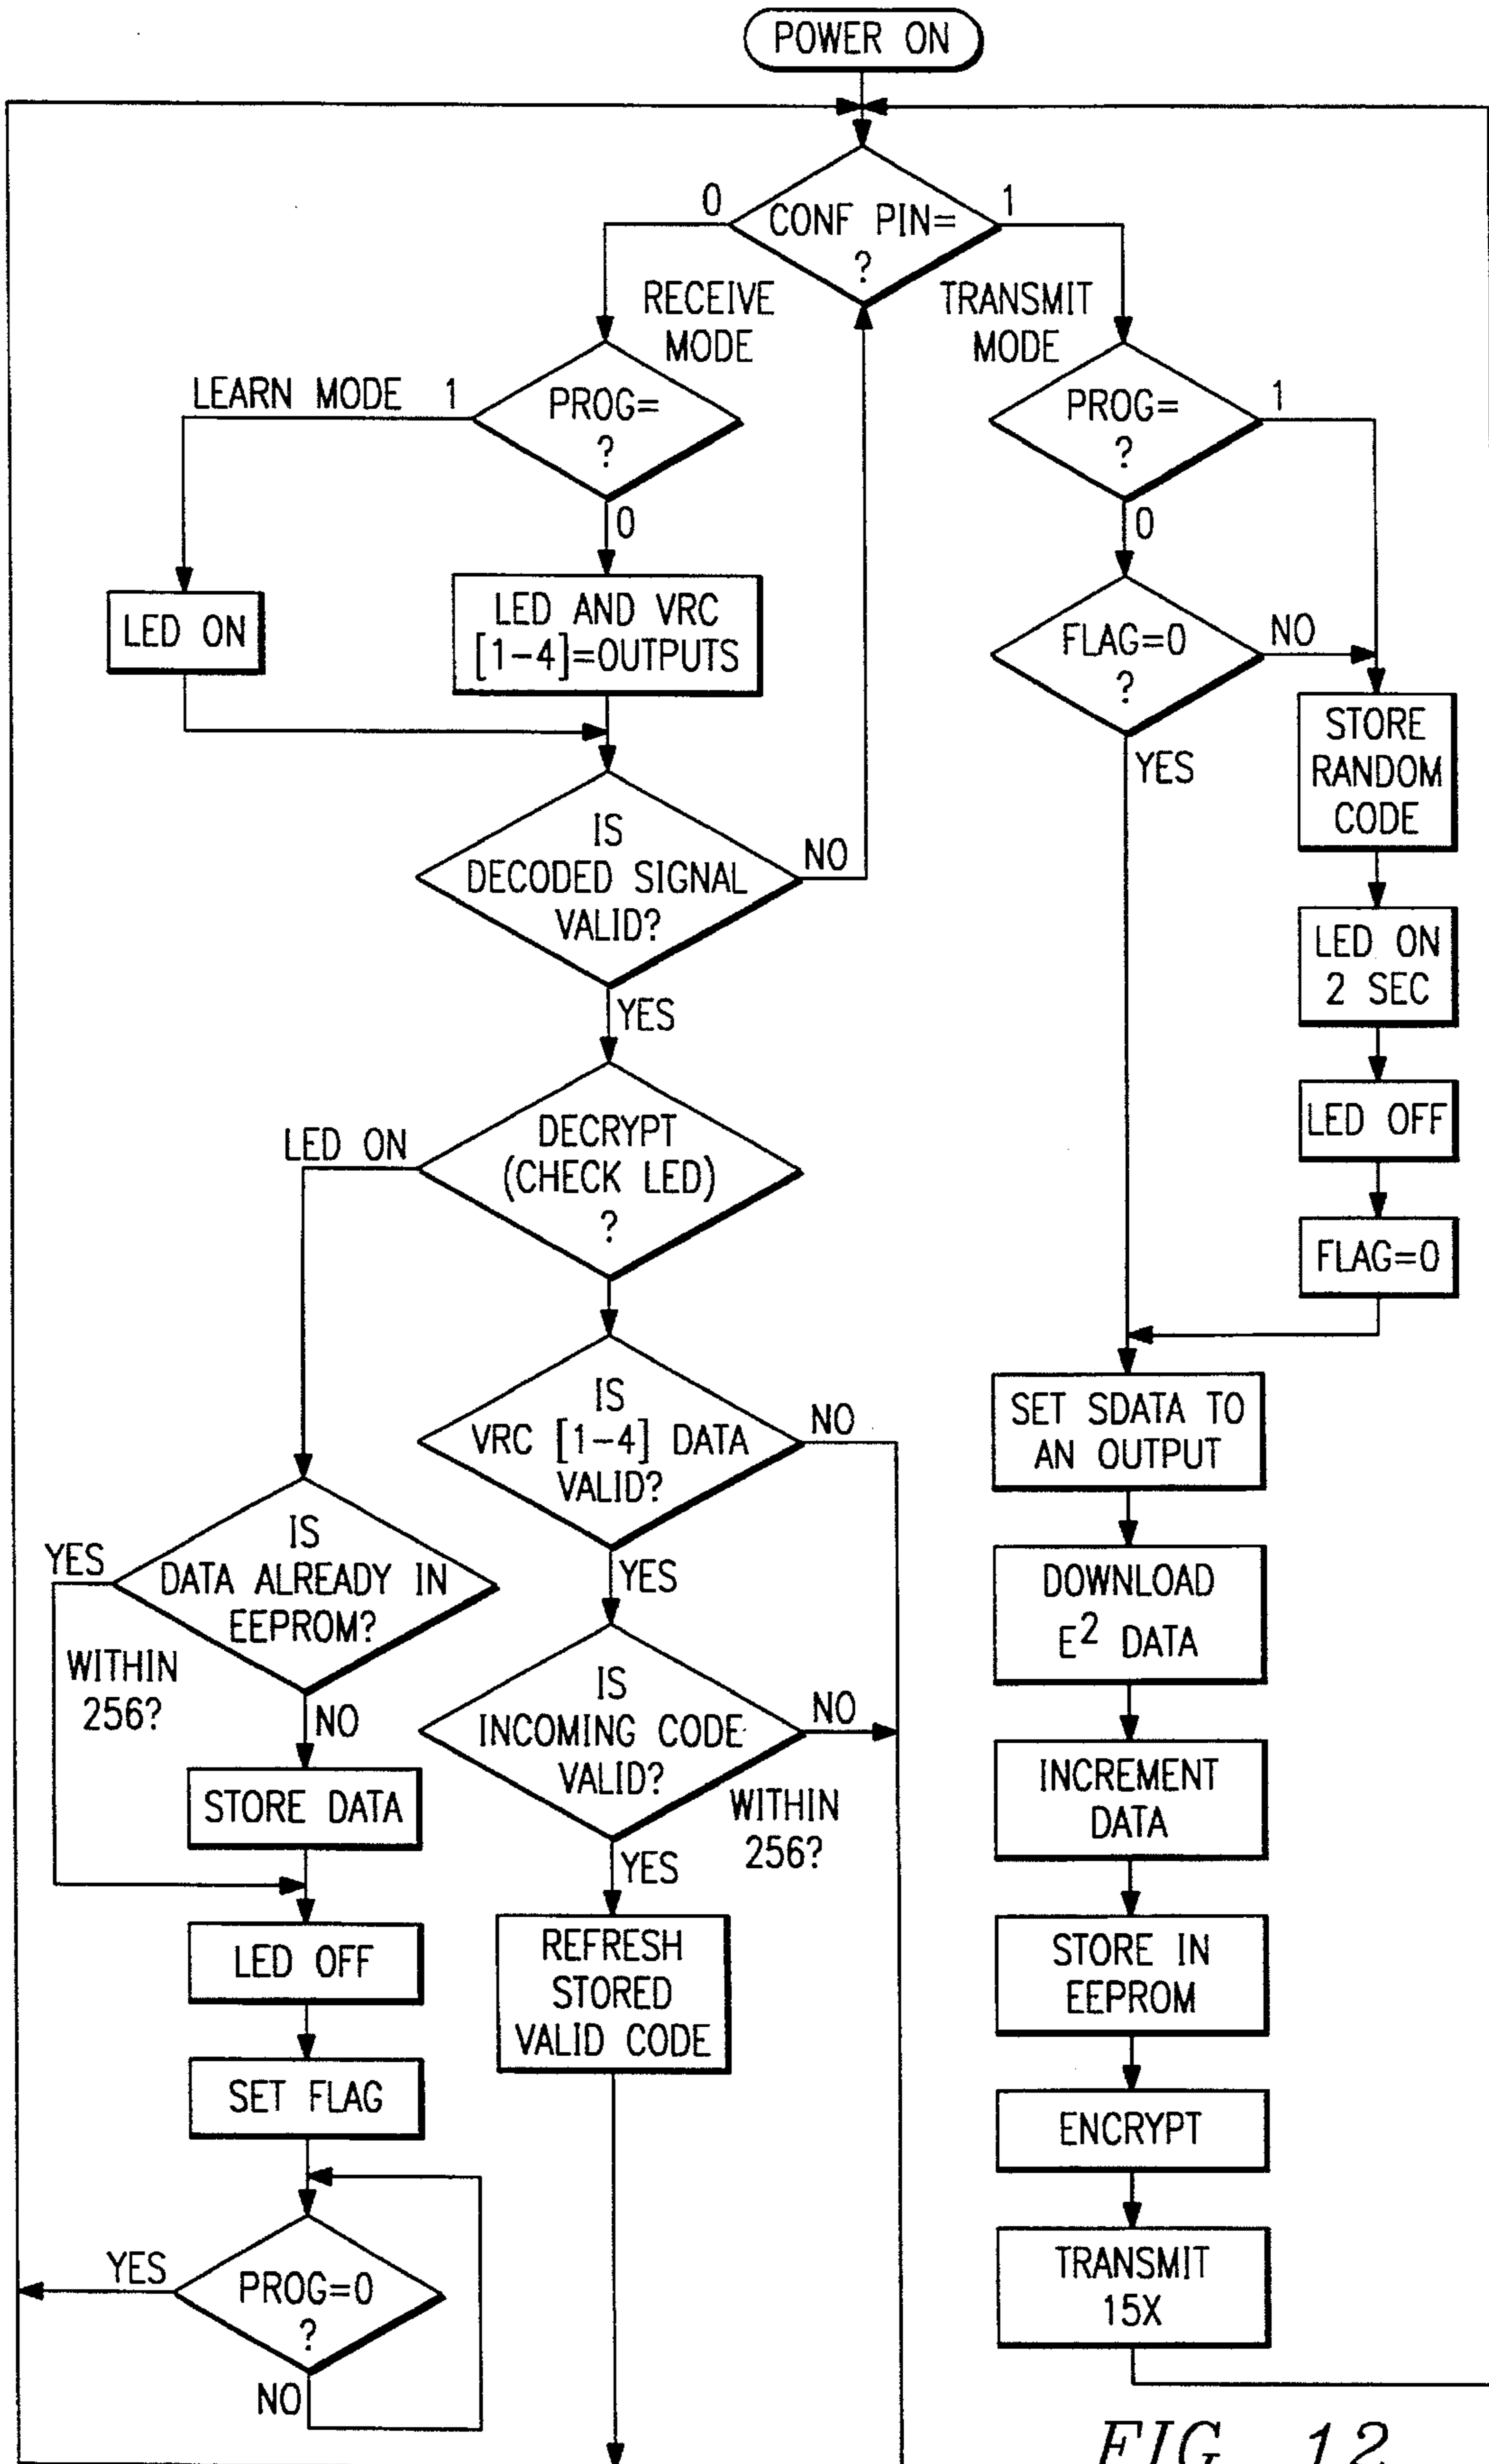 POWER ON
CONF PIN=
?
0
1
RECEIVE
MODE
TRANSMIT
MODE
LEARN MODE
1
PROG=
?
0
PROG=
?
1
0
LED ON
LED AND VRC
[1-4]=OUTPUTS
FLAG=0
?
NO
YES
STORE
RANDOM
CODE
IS
DECODED SIGNAL
VALID?
NO
YES
LED ON
2 SEC
LED OFF
FLAG=0
LED ON
DECRYPT
(CHECK LED)
?
IS
VRC [1-4] DATA
VALID?
NO
YES
SET SDATA TO
AN OUTPUT
YES
IS
DATA ALREADY IN
EEPROM?
WITHIN
256?
NO
DOWNLOAD
E2 DATA
IS
INCOMING CODE
VALID?
NO
WITHIN
256?
YES
STORE DATA
INCREMENT
DATA
LED OFF
REFRESH
STORED
VALID CODE
STORE IN
EEPROM
SET FLAG
ENCRYPT
YES
PROG=0
?
NO
TRANSMIT
15X
FIG. 12